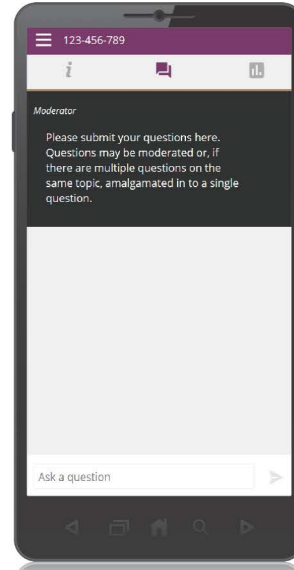 123-456-789
i
Moderator
Please submit your questions here.
Questions may be moderated or, if
there are multiple questions on the
same topic, amalgamated in to a single
question.
Ask a question